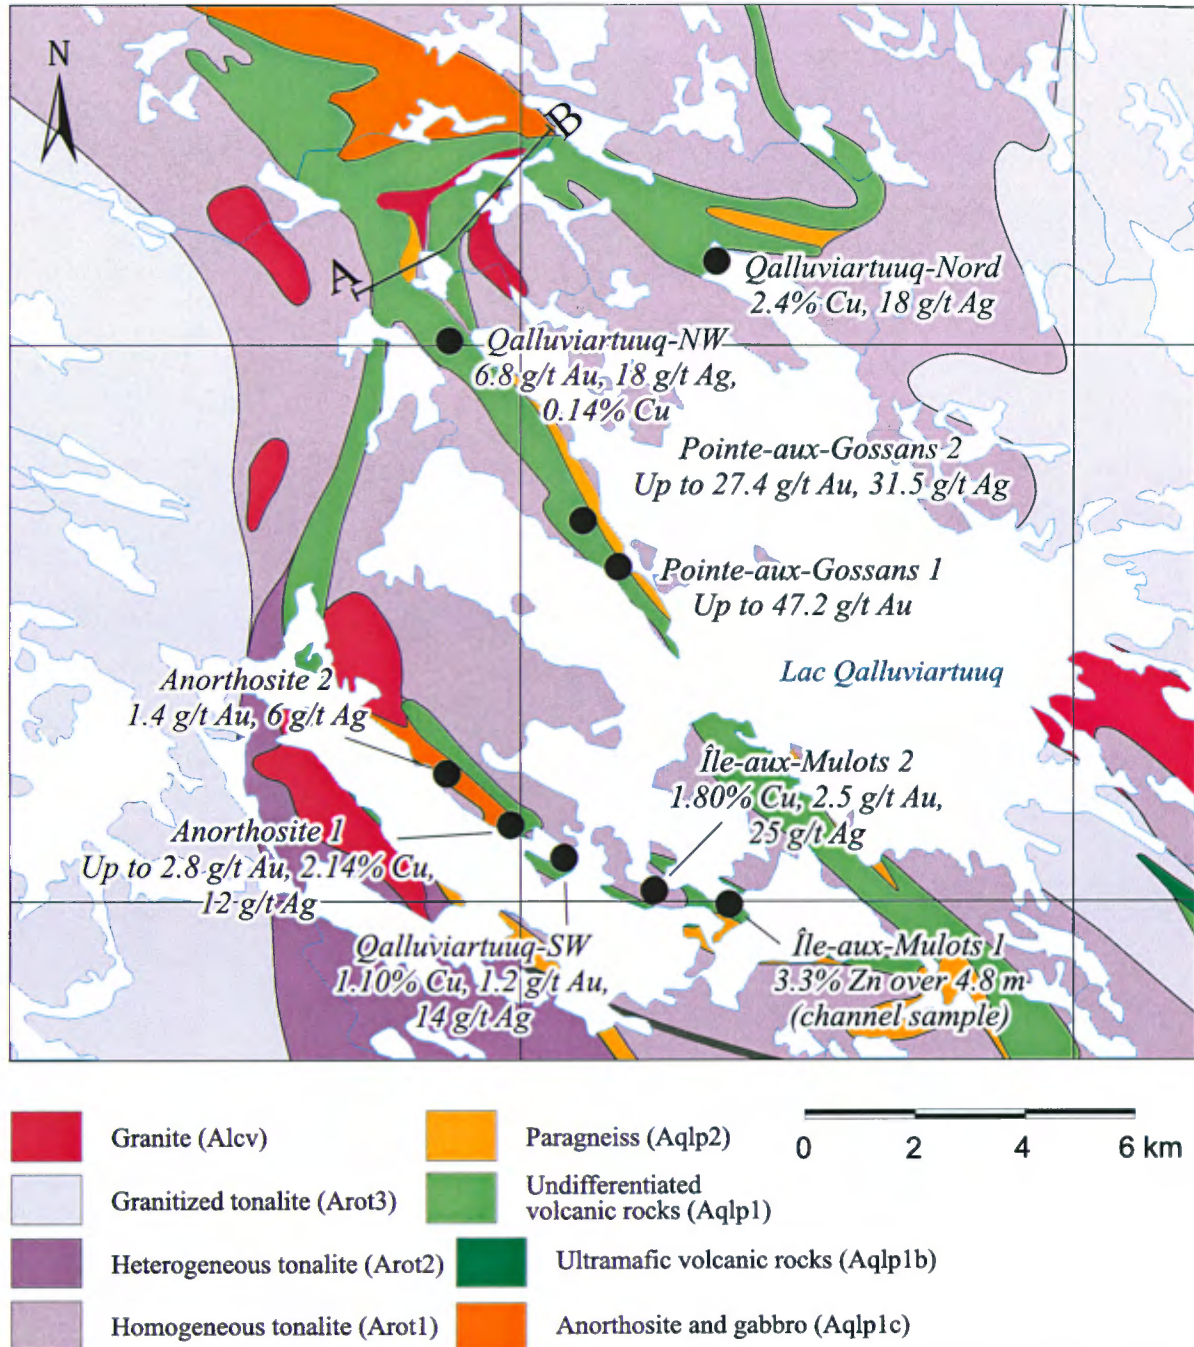 N
B
A
Qalluviartuuq-Nord
2.4% Cu, 18 g/t Ag
Qalluviartuuq-NW
6.8 g/t Au, 18 g/t Ag,
0.14% Cu
Pointe-aux-Gossans 2
Up to 27.4 g/t Au, 31.5 g/t Ag
Pointe-aux-Gossans 1
Up to 47.2 g/t Au
Lac Qalluviartuuq
Anorthosite 2
1.4 g/t Au, 6 g/t Ag
Île-aux-Mulots 2
1.80% Cu, 2.5 g/t Au,
25 g/t Ag
Anorthosite 1
Up to 2.8 g/t Au, 2.14% Cu,
12 g/t Ag
Qalluviartuuq-SW
1.10% Cu, 1.2 g/t Au,
14 g/t Ag
Île-aux-Mulots 1
3.3% Zn over 4.8 m
(channel sample)
Granite (Alcv)
Granitized tonalite (Arot3)
Heterogeneous tonalite (Arot2)
Homogeneous tonalite (Arot1)
Paragneiss (Aqlp2)
Undifferentiated
volcanic rocks (Aqlp1)
Ultramafic volcanic rocks (Aqlp1b)
Anorthosite and gabbro (Aqlp1c)
0 2 4 6 km